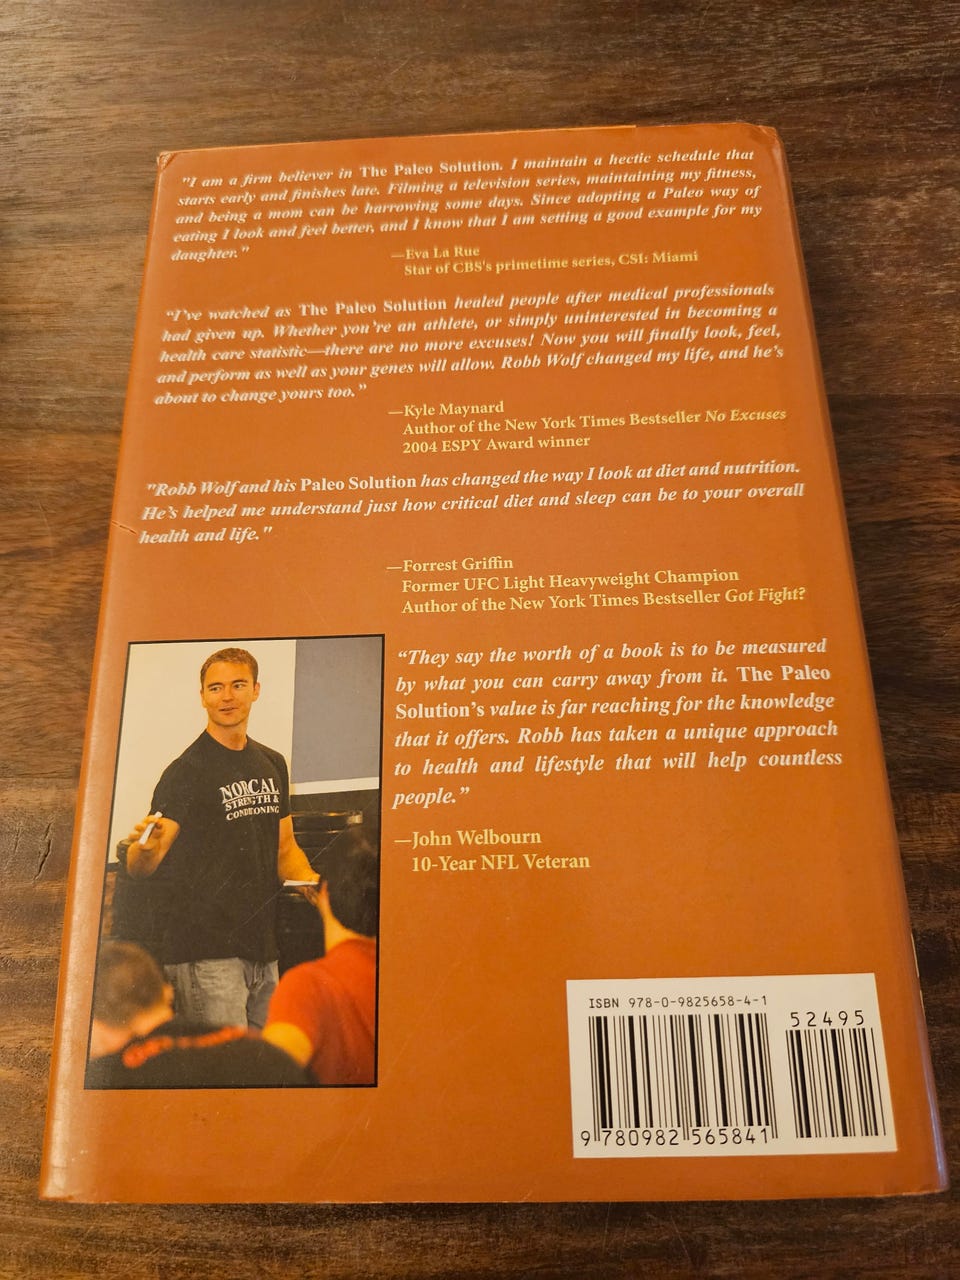 "I am a firm believer in The Paleo Solution. I maintain a hectic schedule that
starts early and finishes late. Filming a television series, maintaining my fitness,
and being a mom can be harrowing some days. Since adopting a Paleo way of
eating I look and feel better, and I know that I am setting a good example for my
daughter."
—Eva La Rue
Star of CBS's primetime series, CSI: Miami
“I’ve watched as The Paleo Solution healed people after medical professionals
had given up. Whether you’re an athlete, or simply uninterested in becoming a
health care statistic—there are no more excuses! Now you will finally look, feel,
and perform as well as your genes will allow. Robb Wolf changed my life, and he’s
about to change yours too.”
—Kyle Maynard
Author of the New York Times Bestseller No Excuses
2004 ESPY Award winner
"Robb Wolf and his Paleo Solution has changed the way I look at diet and nutrition.
He’s helped me understand just how critical diet and sleep can be to your overall
health and life."
—Forrest Griffin
Former UFC Light Heavyweight Champion
Author of the New York Times Bestseller Got Fight?
“They say the worth of a book is to be measured
by what you can carry away from it. The Paleo
Solution’s value is far reaching for the knowledge
that it offers. Robb has taken a unique approach
to health and lifestyle that will help countless
people.”
—John Welbourn
10-Year NFL Veteran
NORCAL
STRENGTH &
CONDITIONING
ISBN 978-0-9825658-4-1
52495
9 780982 565841